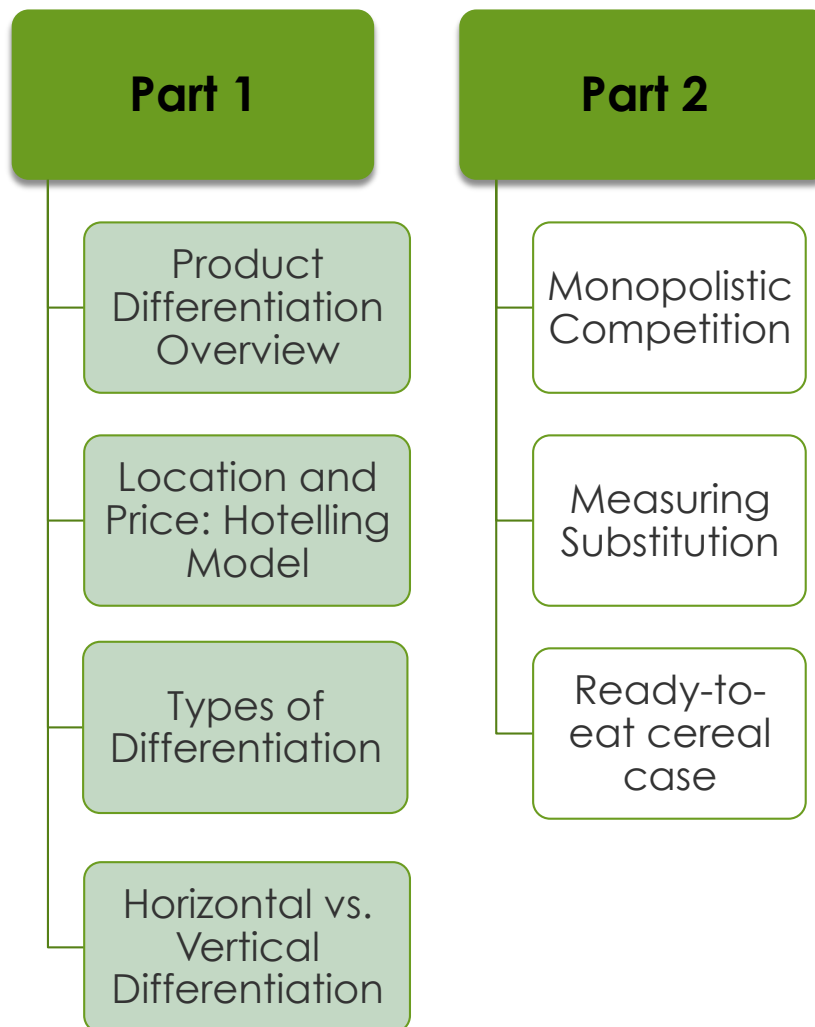 Part 1
Product
Differentiation
Overview
Location and
Price: Hotelling
Model
Types of
Differentiation
Horizontal vs.
Vertical
Differentiation
Part 2
Monopolistic
Competition
Measuring
Substitution
Ready-to-
eat cereal
case